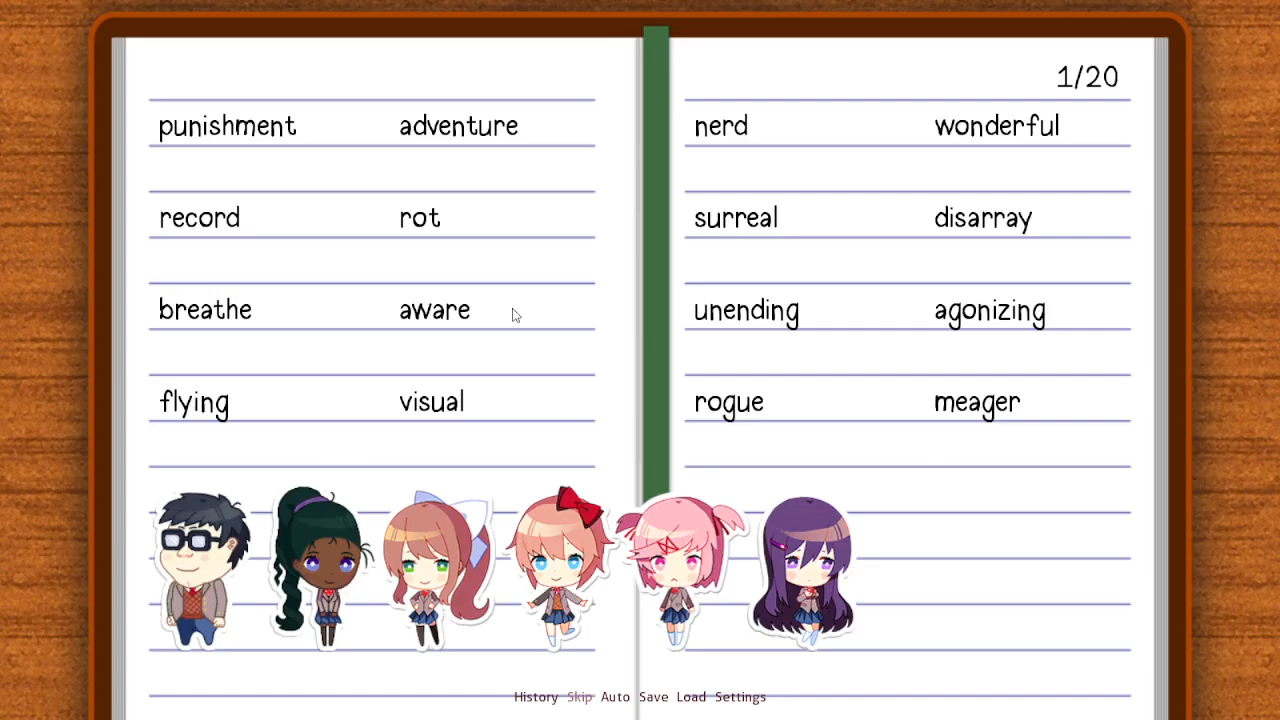 1/20
punishment adventure nerd wonderful
record rot surreal disarray
breathe aware unending agonizing
flying visual rogue meager
History Skip Auto Save Load Settings